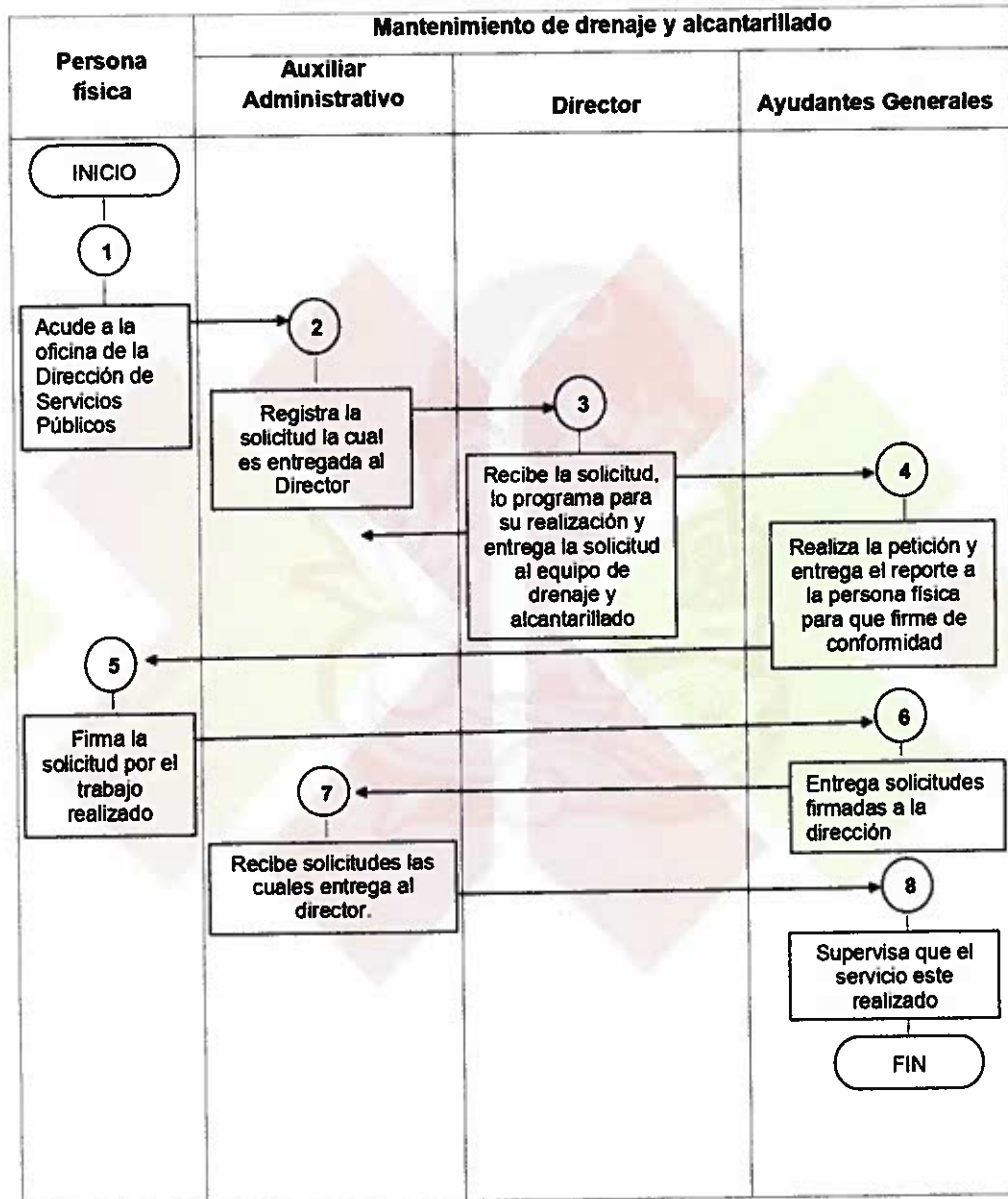 Mantenimiento de drenaje y alcantarillado
Persona
física
Auxiliar
Administrativo
Director
Ayudantes Generales
INICIO
1
Acude a la
oficina de la
Dirección de
Servicios
Públicos
2
Registra la
solicitud la cual
es entregada al
Director
3
Recibe la solicitud,
lo programa para
su realización y
entrega la solicitud
al equipo de
drenaje y
alcantarillado
4
Realiza la petición y
entrega el reporte a
la persona física
para que firme de
conformidad
5
Firma la
solicitud por el
trabajo
realizado
6
Entrega solicitudes
firmadas a la
dirección
7
Recibe solicitudes las
cuales entrega al
director.
8
Supervisa que el
servicio este
realizado
FIN